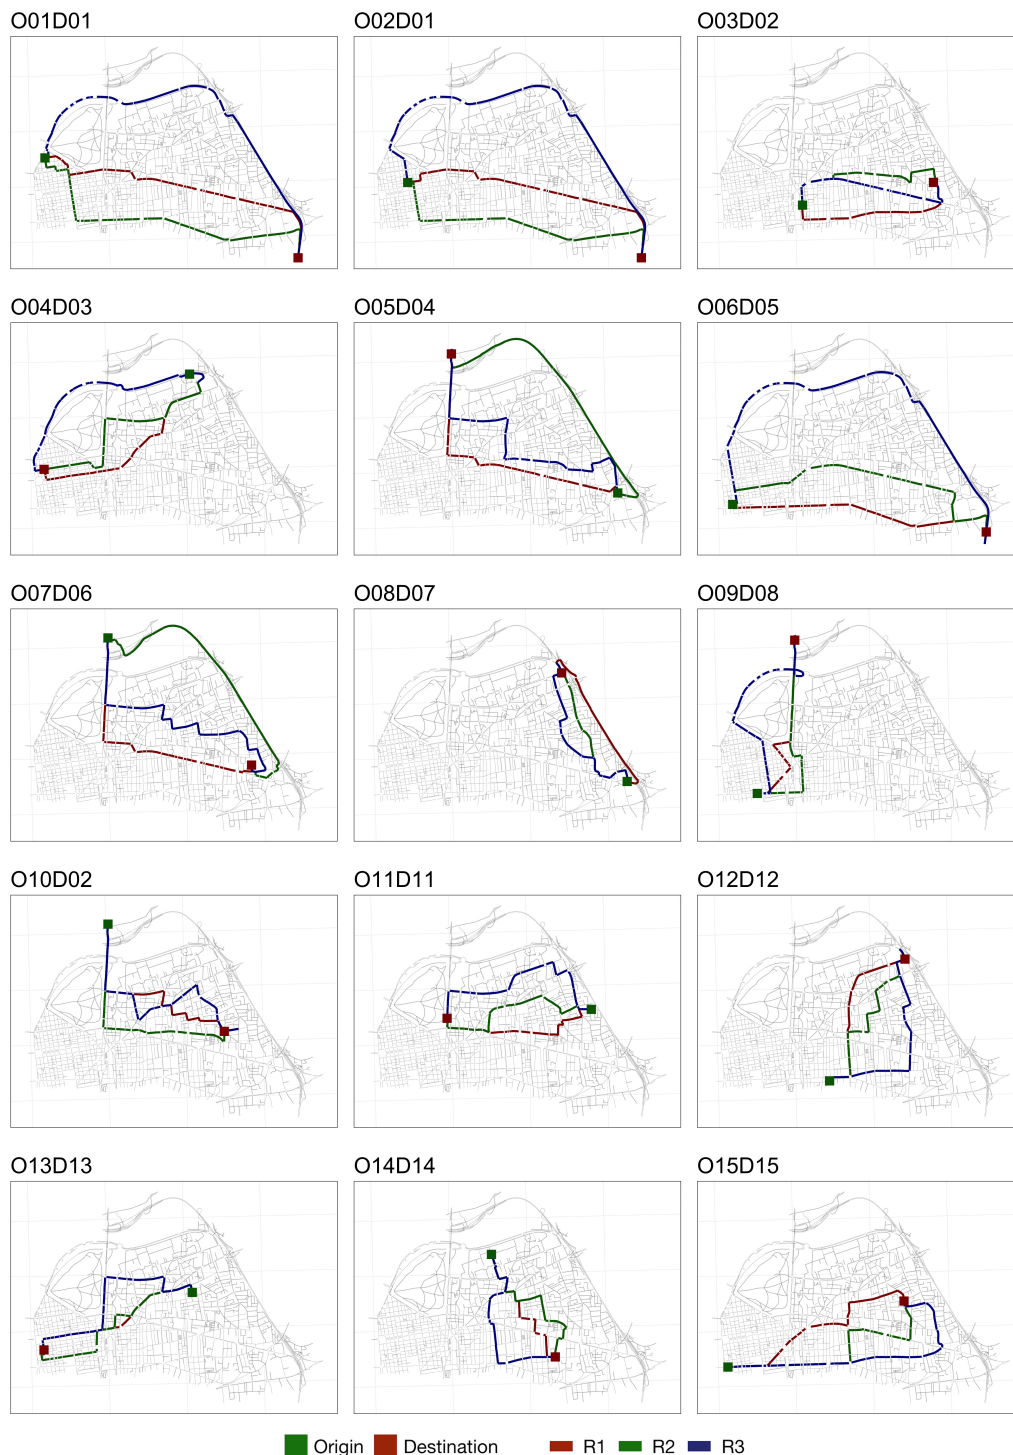 O01D01 O02D01 O03D02
O04D03 O05D04 O06D05
O07D06 O08D07 O09D08
O10D02 O11D11 O12D12
O13D13 O14D14 O15D15
Origin Destination R1 R2 R3